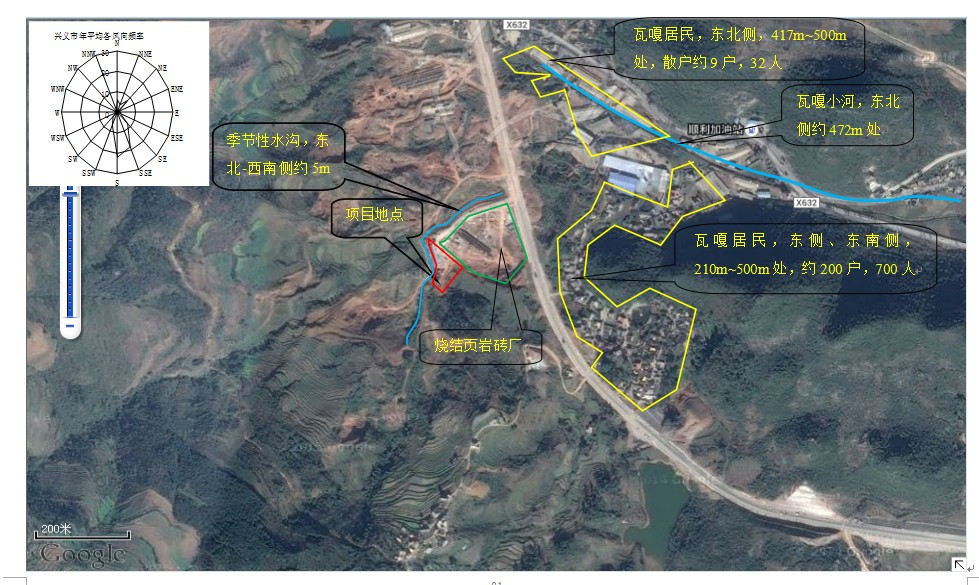 兴义市年平均各风向频率
N
NNW
NNE
NW
NE
WNW
ENE
W
E
WSW
ESE
SW
SE
SSW
SSE
S
30
20
10
0
X632
瓦嘎居民，东北侧，417m~500m
处，散户约9户，32人
瓦嘎小河，东北
侧约472m处
顺利加油站
季节性水沟，东
北-西南侧约5m
项目地点
X632
瓦嘎居民，东侧、东南侧，
210m~500m处，约200户，700人
烧结页岩砖厂
200米
Google